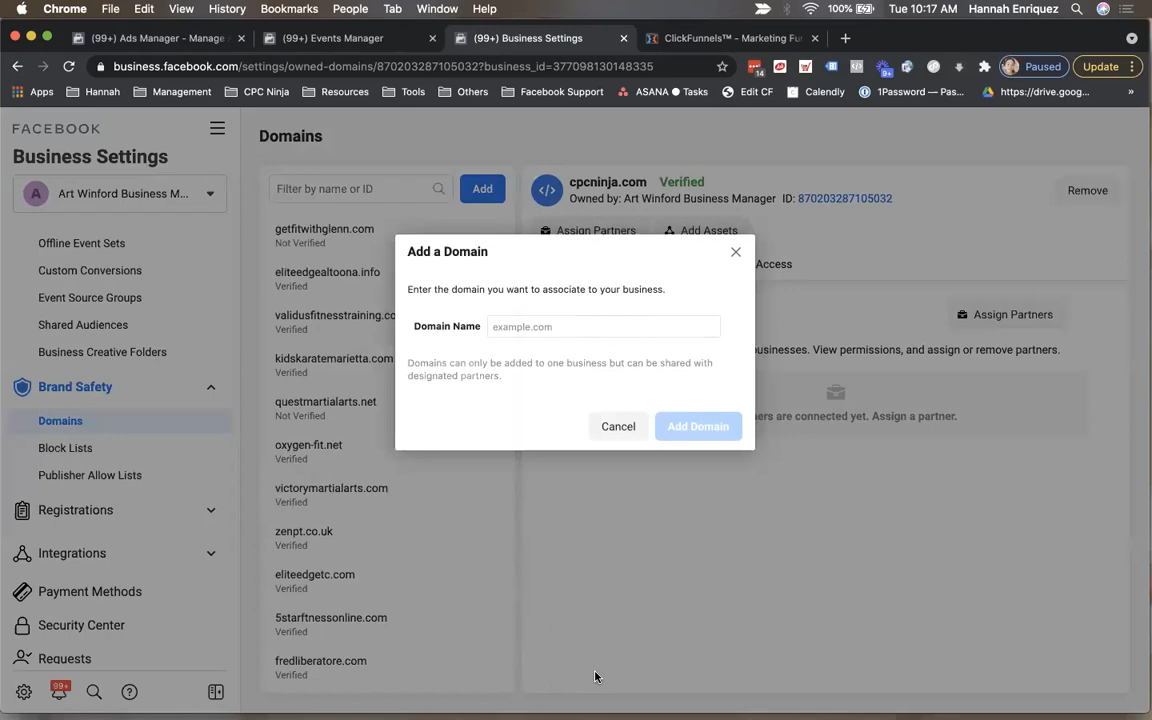 Chrome File Edit View History Bookmarks People Tab Window Help 100% Tue 10:17 AM Hannah Enriquez
(99+) Ads Manager - Manage (99+) Events Manager (99+) Business Settings ClickFunnels™ - Marketing Fu
business.facebook.com/settings/owned-domains/870203287105032?business_id=377098130148335 14 9+ Paused Update
Apps Hannah Management CPC Ninja Resources Tools Others Facebook Support ASANA Tasks Edit CF Calendly 1Password — Pas... https://drive.goog... »
FACEBOOK
Business Settings
A Art Winford Business M...
Offline Event Sets
Custom Conversions
Event Source Groups
Shared Audiences
Business Creative Folders
Brand Safety
Domains
Block Lists
Publisher Allow Lists
Registrations
Integrations
Payment Methods
Security Center
Requests
99+
Domains
Filter by name or ID Add
getfitwithglenn.com
Not Verified
eliteedgealtoona.info
Verified
validusfitnesstraining.co
Verified
kidskaratemarietta.com
Verified
questmartialarts.net
Not Verified
oxygen-fit.net
Verified
victorymartialarts.com
Verified
zenpt.co.uk
Verified
eliteedgetc.com
Verified
5starftnessonline.com
Verified
fredliberatore.com
Verified
cpcninja.com Verified
Owned by: Art Winford Business Manager ID: 870203287105032
Remove
Assign Partners Add Assets
Access
Assign Partners
businesses. View permissions, and assign or remove partners.
ers are connected yet. Assign a partner.
Add a Domain
Enter the domain you want to associate to your business.
Domain Name example.com
Domains can only be added to one business but can be shared with
designated partners.
Cancel Add Domain